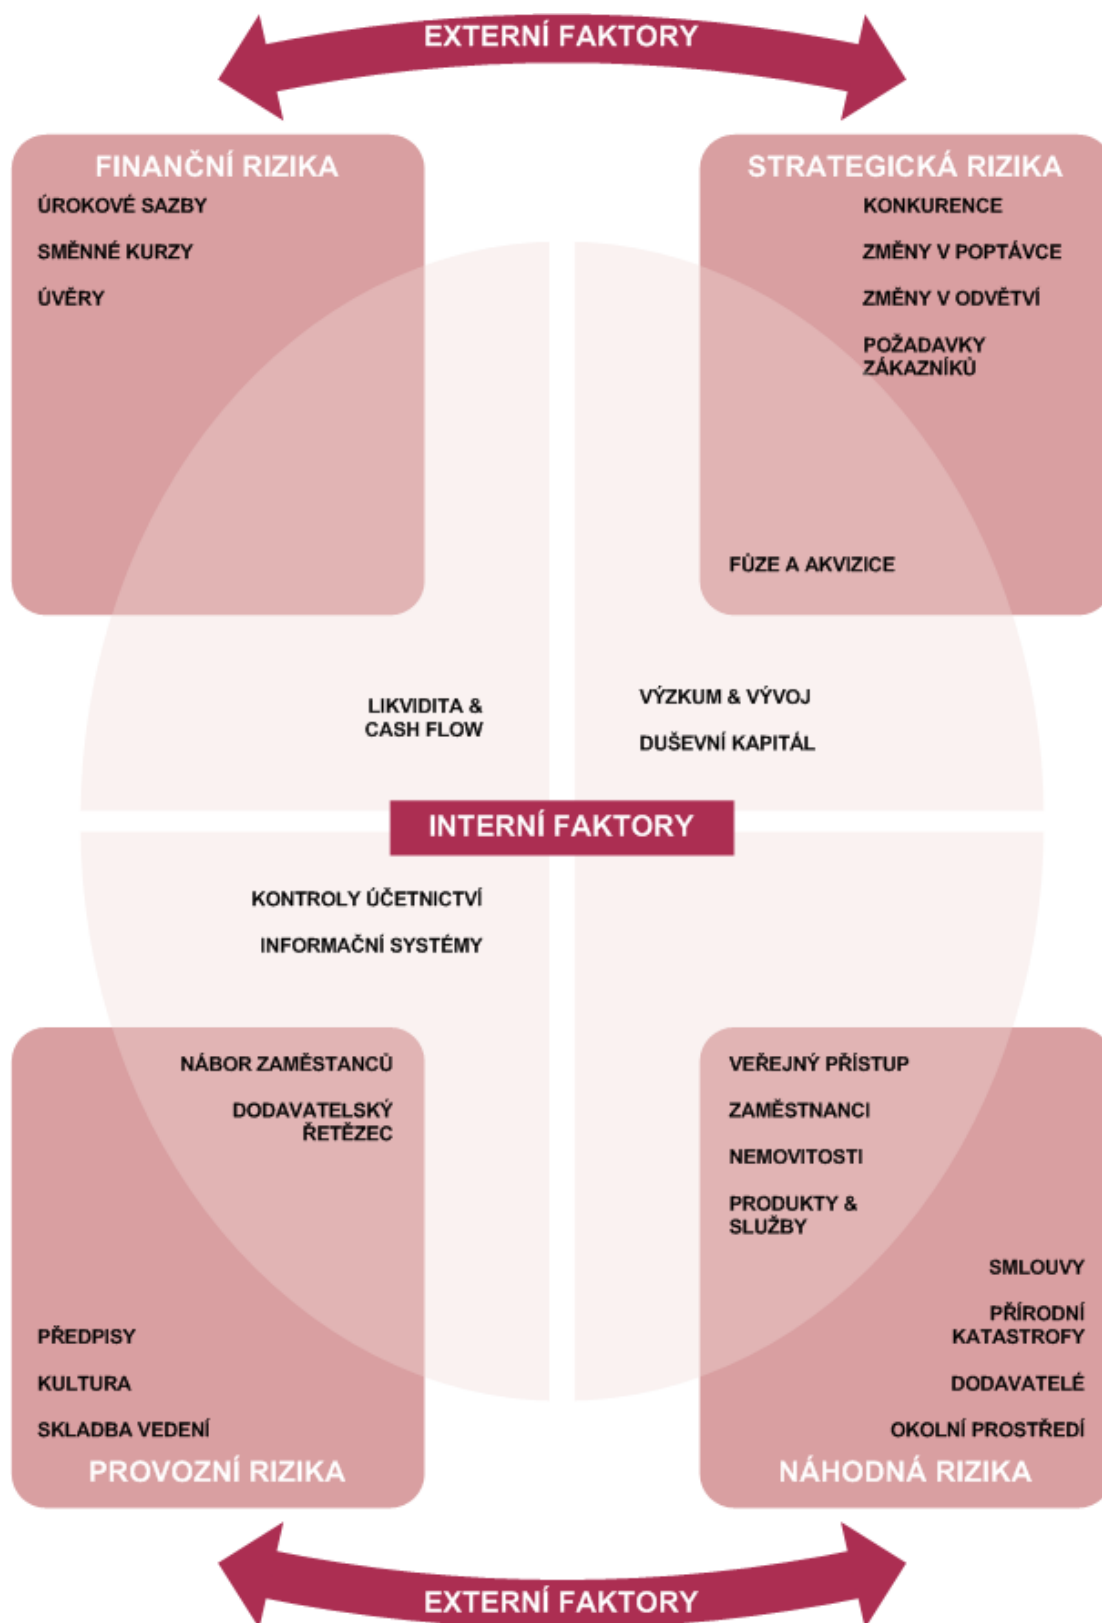 EXTERNÍ FAKTORY
FINANČNÍ RIZIKA
ÚROKOVÉ SAZBY
SMĚNNÉ KURZY
ÚVĚRY
STRATEGICKÁ RIZIKA
KONKURENCE
ZMĚNY V POPTÁVCE
ZMĚNY V ODVĚTVÍ
POŽADAVKY
ZÁKAZNÍKŮ
FÚZE A AKVIZICE
LIKVIDITA &
CASH FLOW
VÝZKUM & VÝVOJ
DUŠEVNÍ KAPITÁL
INTERNÍ FAKTORY
KONTROLY ÚČETNICTVÍ
INFORMAČNÍ SYSTÉMY
NÁBOR ZAMĚSTANCŮ
DODAVATELSKÝ
ŘETĚZEC
PŘEDPISY
KULTURA
SKLADBA VEDENÍ
PROVOZNÍ RIZIKA
VEŘEJNÝ PŘÍSTUP
ZAMĚSTNANCI
NEMOVITOSTI
PRODUKTY &
SLUŽBY
SMLOUVY
PŘÍRODNÍ
KATASTROFY
DODAVATELÉ
OKOLNÍ PROSTŘEDÍ
NÁHODNÁ RIZIKA
EXTERNÍ FAKTORY